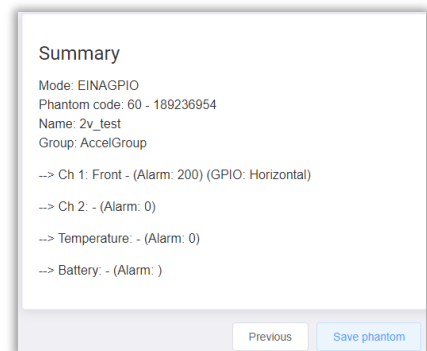 Summary
Mode: EINAGPIO
Phantom code: 60 - 189236954
Name: 2v_test
Group: AccelGroup
--> Ch 1: Front - (Alarm: 200) (GPIO: Horizontal)
--> Ch 2: - (Alarm: 0)
--> Temperature: - (Alarm: 0)
--> Battery: - (Alarm: )
Previous
Save phantom